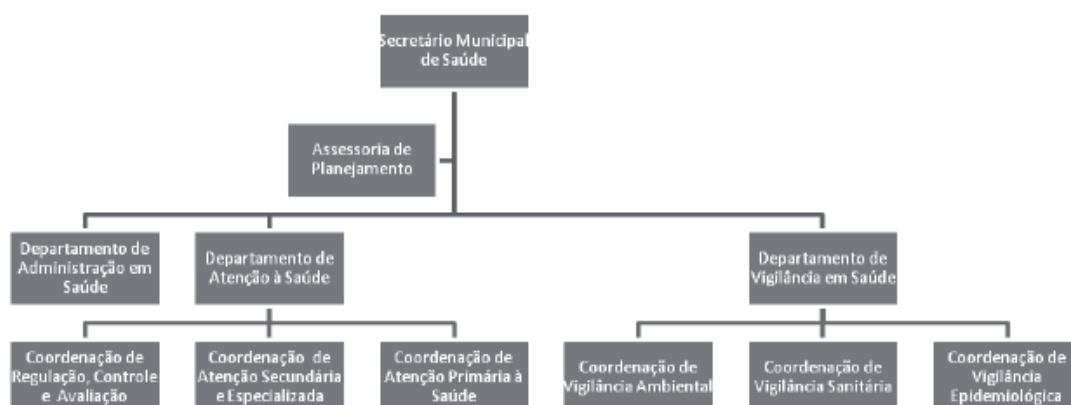 Secretário Municipal
de Saúde
Assessoria de
Planejamento
Departamento de
Administração em
Saúde
Departamento de
Atenção à Saúde
Departamento de
Vigilância em Saúde
Coordenação de
Regulação, Controle
e Avaliação
Coordenação de
Atenção Secundária
e Especializada
Coordenação de
Atenção Primária à
Saúde
Coordenação de
Vigilância Ambiental
Coordenação de
Vigilância Sanitária
Coordenação de
Vigilância
Epidemiológica